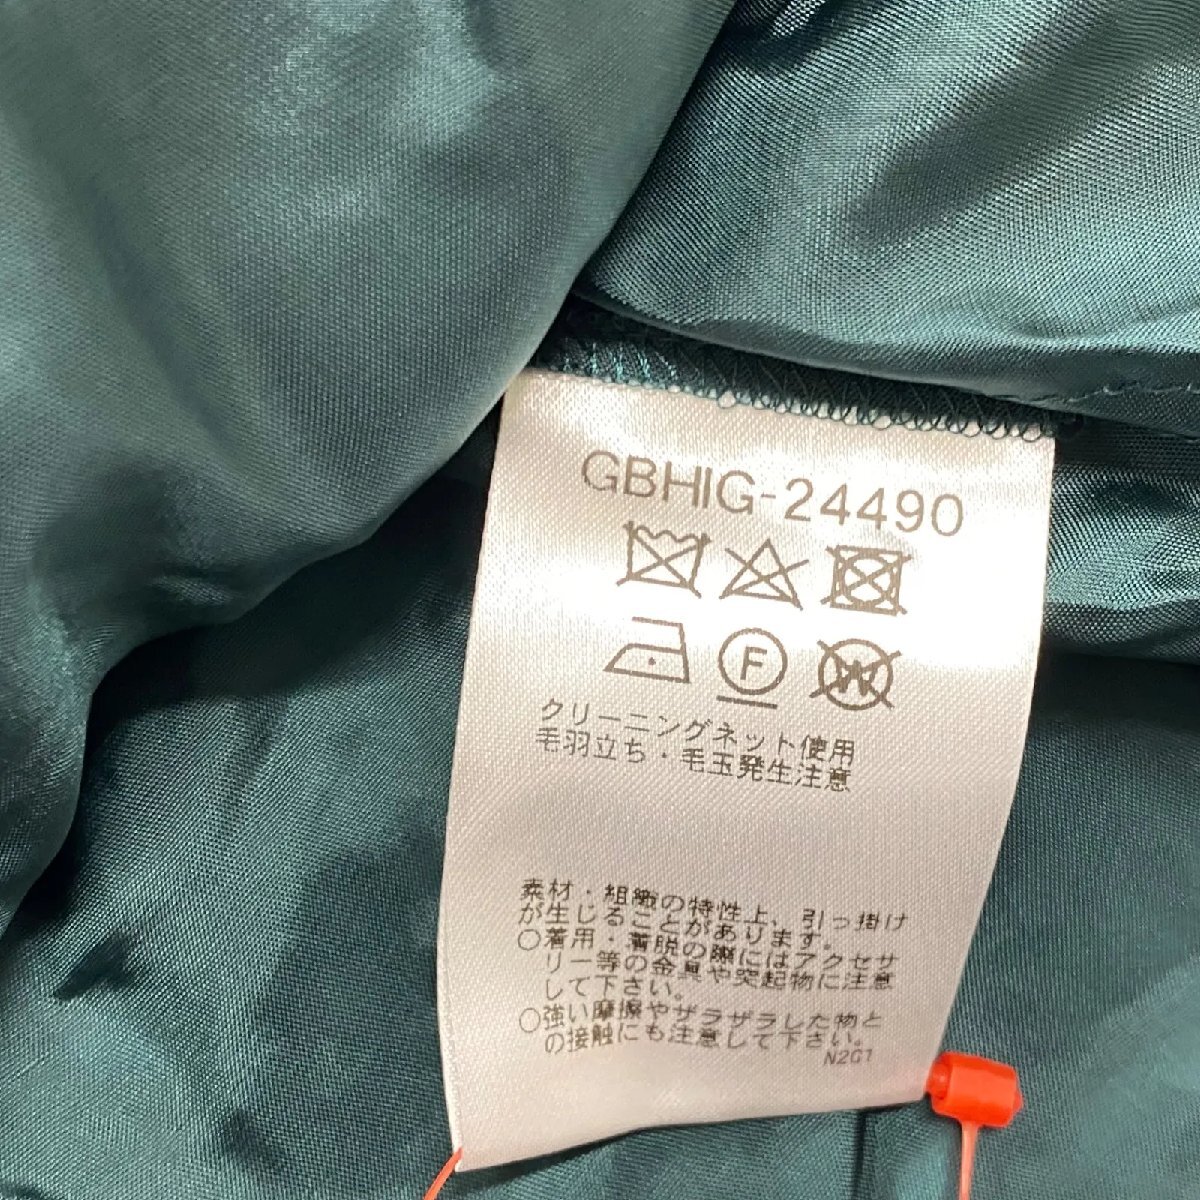 GBHIG-24490
F
W
クリーニングネット使用
毛羽立ち・毛玉発生注意
素材・組織の特性上、引っ掛け
が生じることがあります。
○着用・着脱の際にはアクセサ
リー等の金具や突起物に注意
して下さい。
○強い摩擦やザラザラした物と
の接触にも注意して下さい。
N2G1